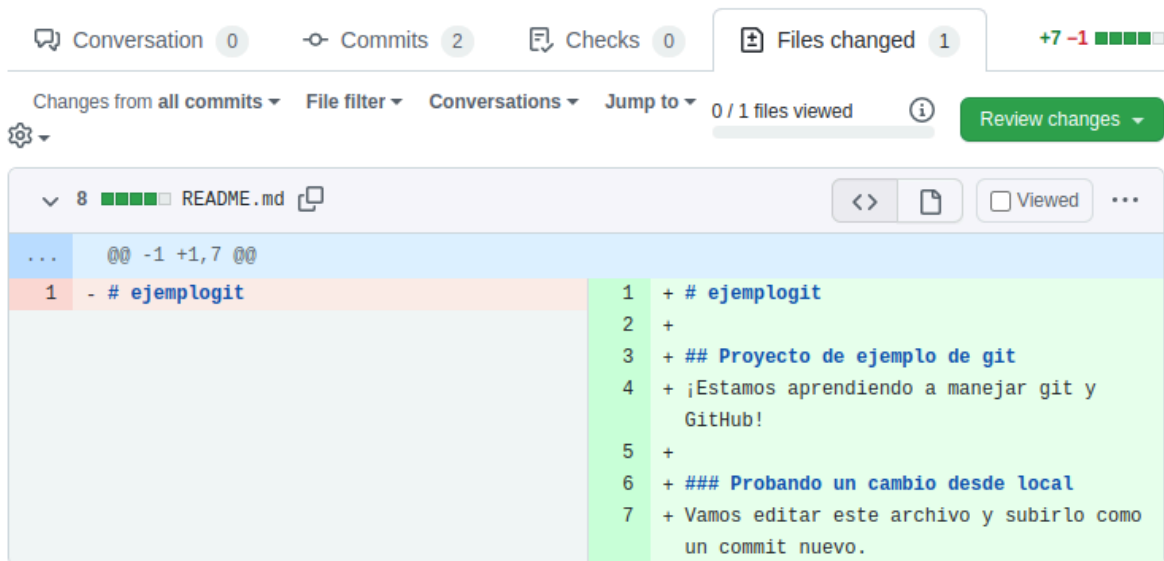 Conversation 0 Commits 2 Checks 0 Files changed 1 +7 −1
Changes from all commits File filter Conversations Jump to 0 / 1 files viewed Review changes
8 README.md <> Viewed ...
... @@ -1 +1,7 @@
1 - # ejemplogit 1 + # ejemplogit
2 +
3 + ## Proyecto de ejemplo de git
4 + ¡Estamos aprendiendo a manejar git y
GitHub!
5 +
6 + ### Probando un cambio desde local
7 + Vamos editar este archivo y subirlo como
un commit nuevo.